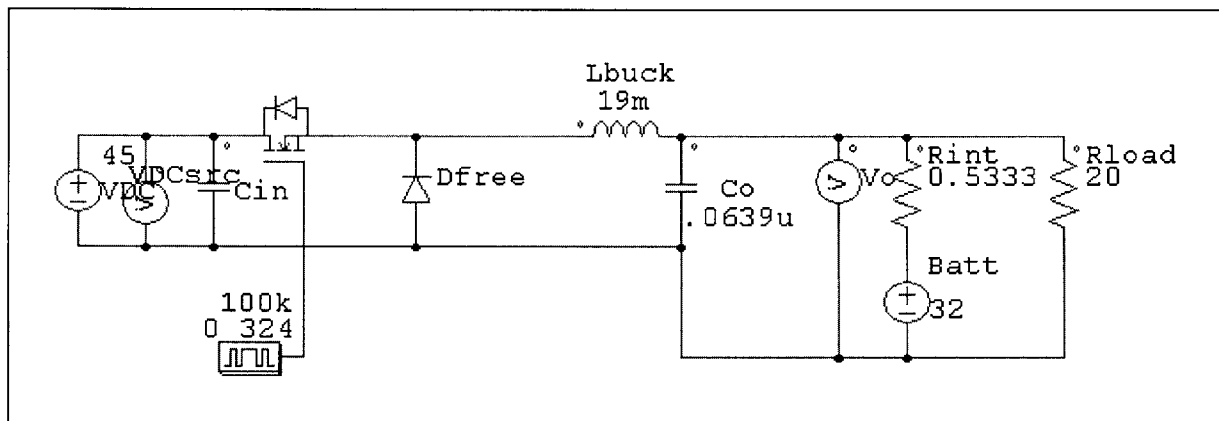 Lbuck
19m
45
VDCsrc
VDC
Cin
Dfree
Co
.0639u
V
Vo
Rint
0.5333
Rload
20
Batt
32
100k
0 324